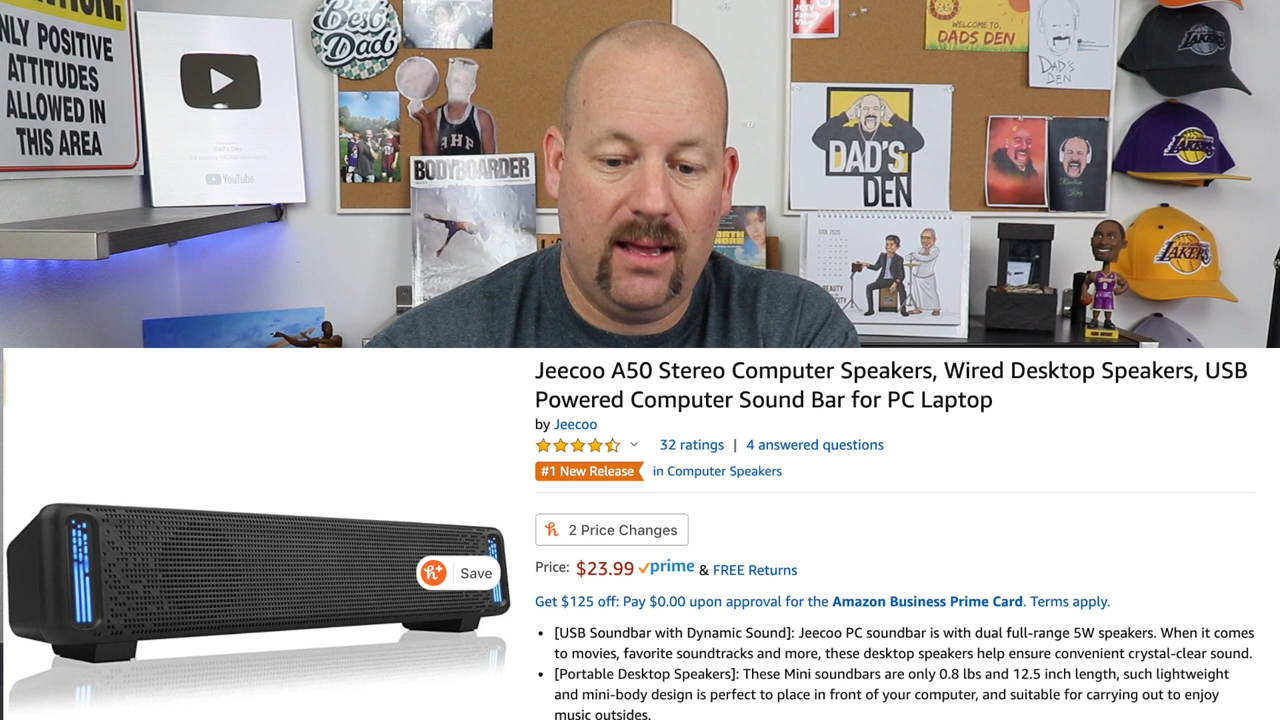 NLY POSITIVE
ATTITUDES
ALLOWED IN
THIS AREA
YouTube
Best
Dad
BODYBOARDER
WELCOME TO,
DADS DEN
DAD'S
DEN
DAD'S
DEN
LAKERS
LAKERS
LAKERS
Jeecoo A50 Stereo Computer Speakers, Wired Desktop Speakers, USB
Powered Computer Sound Bar for PC Laptop
by Jeecoo
32 ratings | 4 answered questions
#1 New Release in Computer Speakers
2 Price Changes
Price: $23.99 prime & FREE Returns
Get $125 off: Pay $0.00 upon approval for the Amazon Business Prime Card. Terms apply.
• [USB Soundbar with Dynamic Sound]: Jeecoo PC soundbar is with dual full-range 5W speakers. When it comes
to movies, favorite soundtracks and more, these desktop speakers help ensure convenient crystal-clear sound.
• [Portable Desktop Speakers]: These Mini soundbars are only 0.8 lbs and 12.5 inch length, such lightweight
and mini-body design is perfect to place in front of your computer, and suitable for carrying out to enjoy
music outsides.
h+ Save